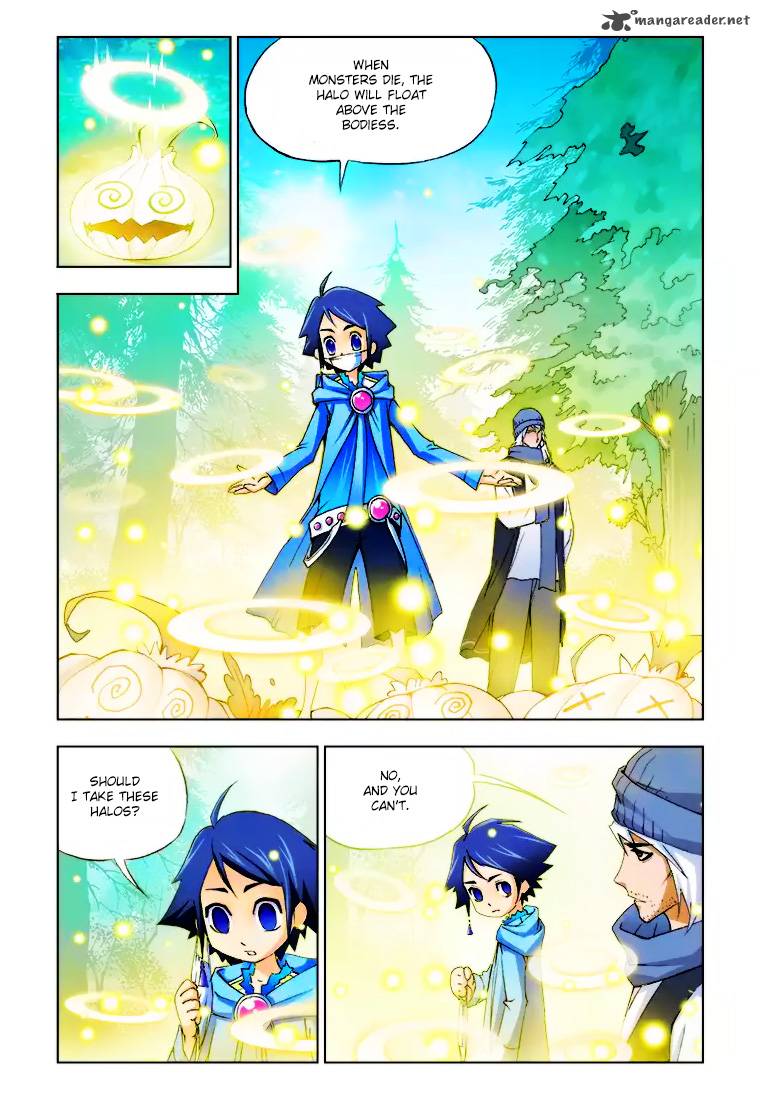 mangareader.net
WHEN
MONSTERS DIE, THE
HALO WILL FLOAT
ABOVE THE
BODIESS.
SHOULD
I TAKE THESE
HALOS?
NO,
AND YOU
CAN'T.